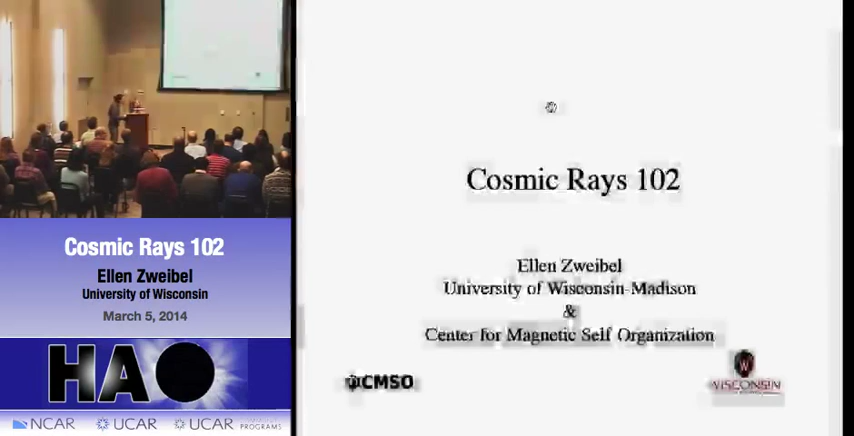 Cosmic Rays 102
Ellen Zweibel
University of Wisconsin
March 5, 2014
HAO
NCAR UCAR UCAR
PROGRAMS
Cosmic Rays 102
Ellen Zweibel
University of Wisconsin-Madison
&
Center for Magnetic Self Organization
CMSO
W
WISCONSIN